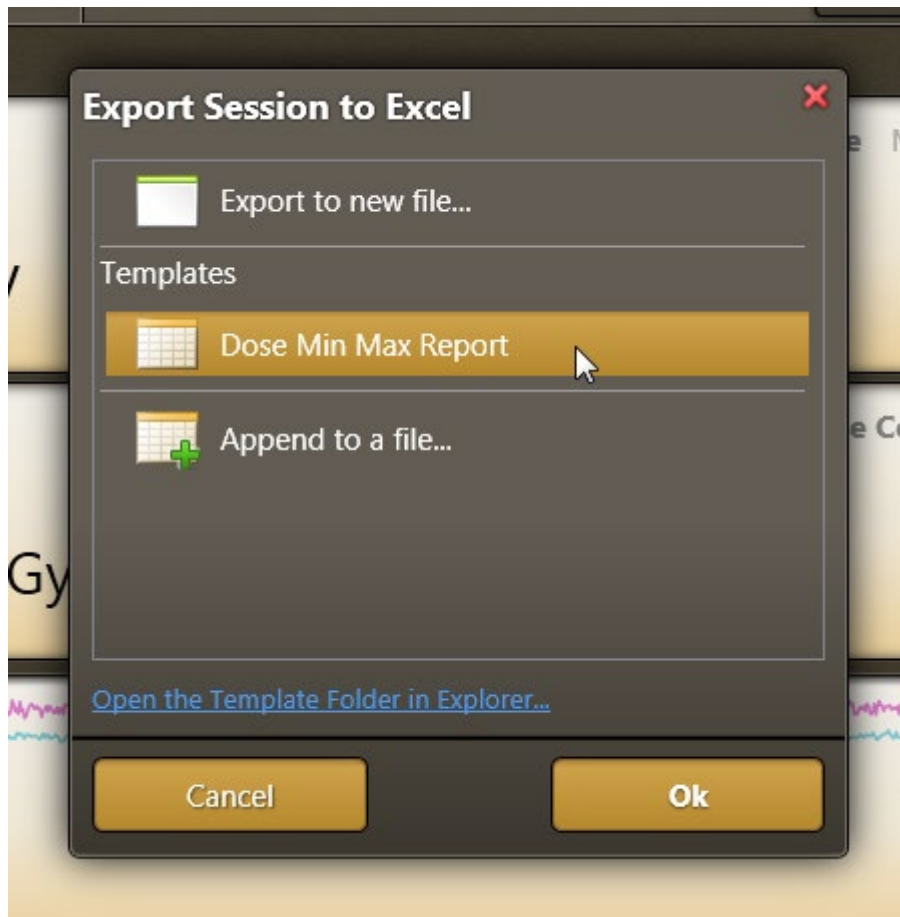 Export Session to Excel
Export to new file...
Templates
Dose Min Max Report
Append to a file...
Gy
Open the Template Folder in Explorer...
Cancel
Ok